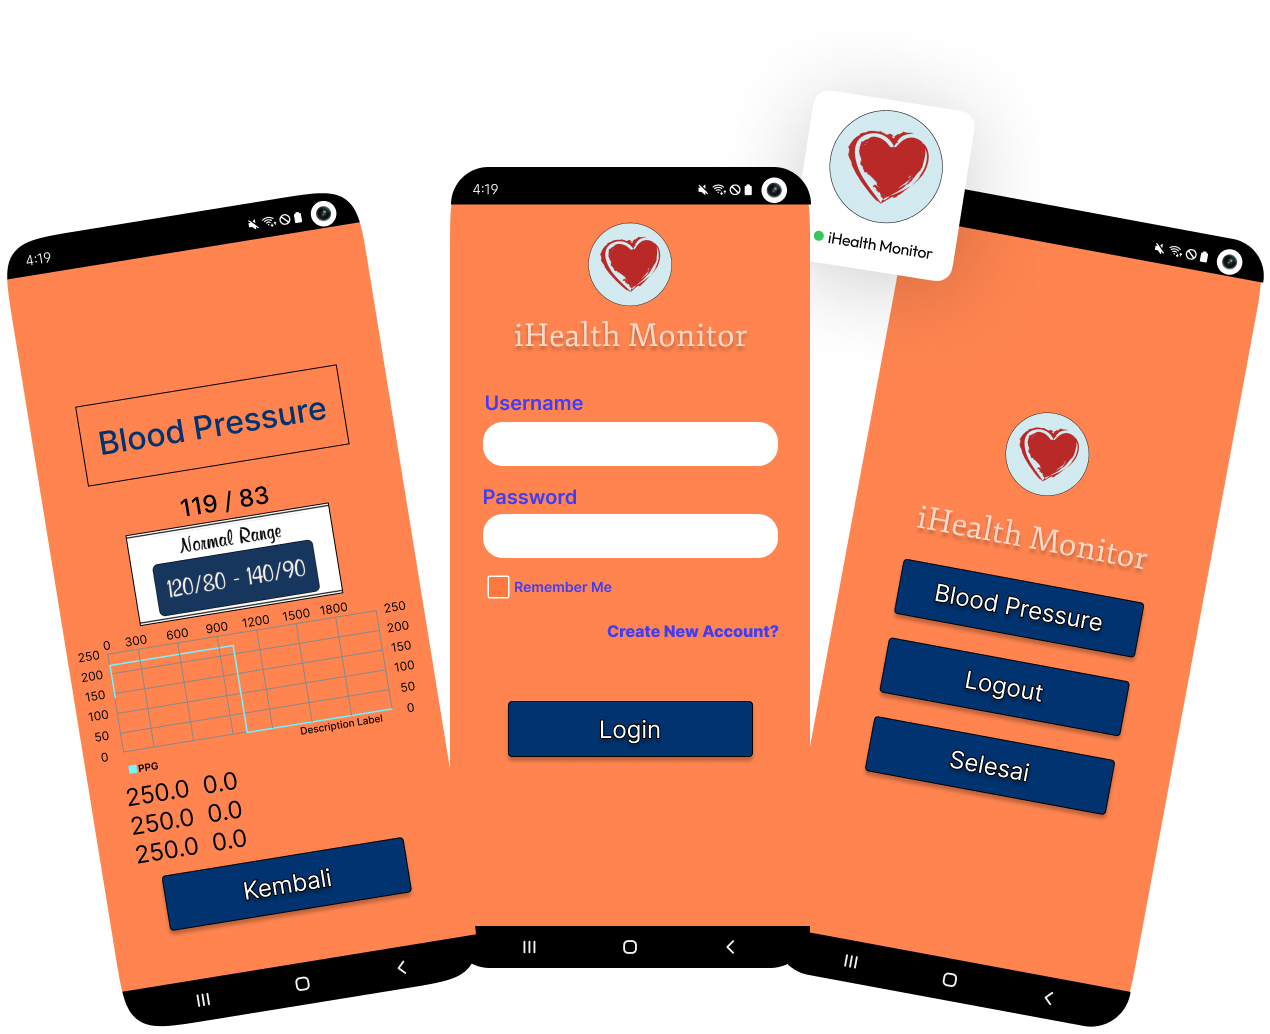 4:19
Blood Pressure
119 / 83
Normal Range
120/80 - 140/90
0 300 600 900 1200 1500 1800
250 250
200 200
150 150
100 100
50 50
0 0
Description Label
PPG
250.0 0.0
250.0 0.0
250.0 0.0
Kembali
4:19
iHealth Monitor
Username
Password
Remember Me
Create New Account?
Login
iHealth Monitor
iHealth Monitor
Blood Pressure
Logout
Selesai